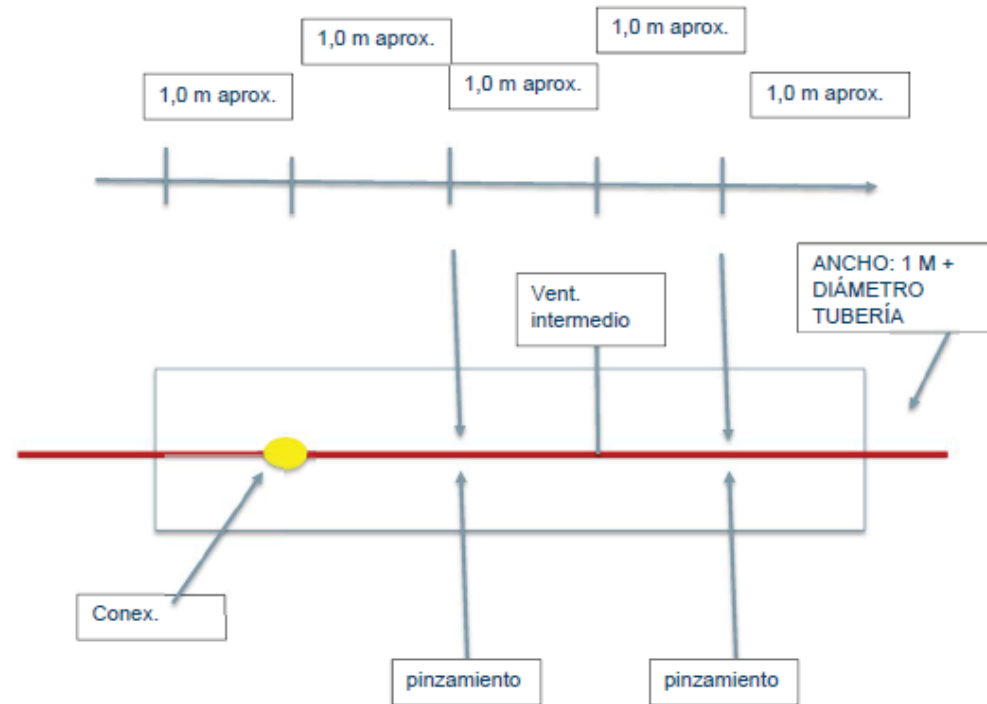 1,0 m aprox.
1,0 m aprox.
1,0 m aprox.
1,0 m aprox.
1,0 m aprox.
ANCHO: 1 M +
DIÁMETRO
TUBERÍA
Vent.
intermedio
Conex.
pinzamiento
pinzamiento